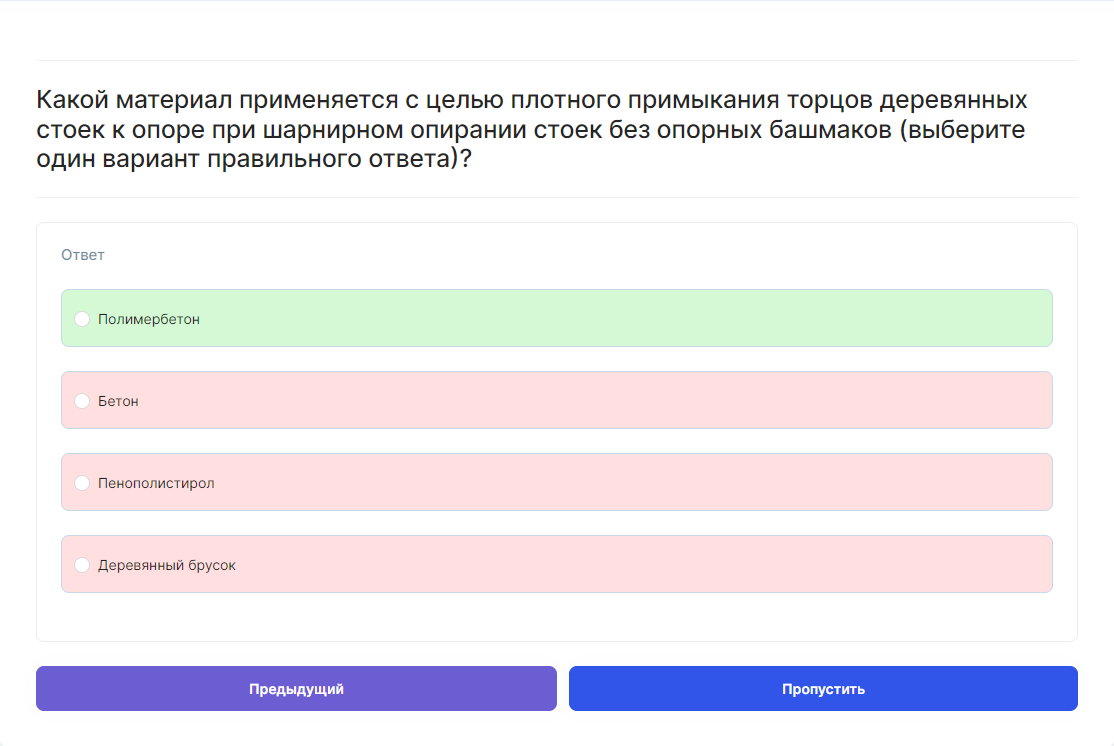 Какой материал применяется с целью плотного примыкания торцов деревянных
стоек к опоре при шарнирном опирании стоек без опорных башмаков (выберите
один вариант правильного ответа)?
Ответ
Полимербетон
Бетон
Пенополистирол
Деревянный брусок
Предыдущий
Пропустить